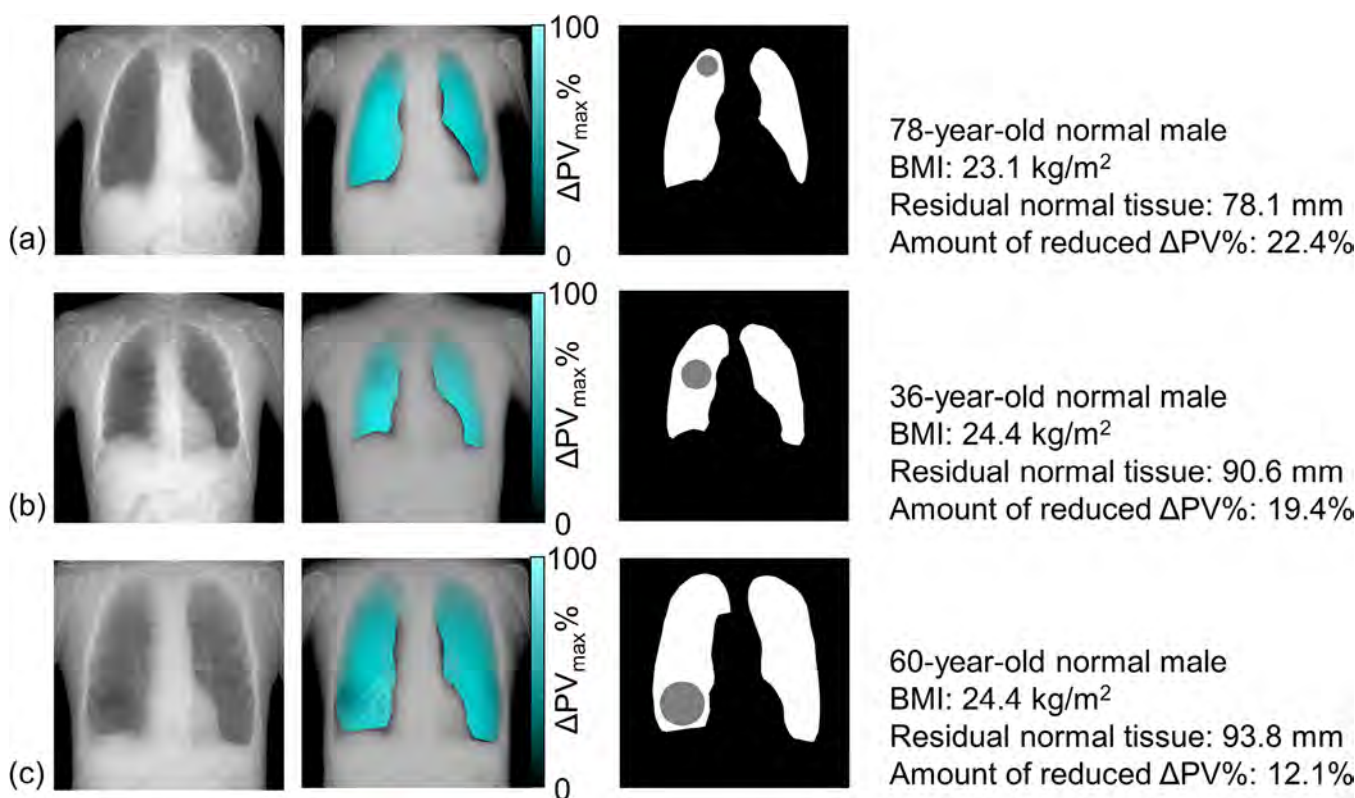 100
ΔPVmax%
0
(a)
78-year-old normal male
BMI: 23.1 kg/m²
Residual normal tissue: 78.1 mm
Amount of reduced ΔPV%: 22.4%
100
ΔPVmax%
0
(b)
36-year-old normal male
BMI: 24.4 kg/m²
Residual normal tissue: 90.6 mm
Amount of reduced ΔPV%: 19.4%
100
ΔPVmax%
0
(c)
60-year-old normal male
BMI: 24.4 kg/m²
Residual normal tissue: 93.8 mm
Amount of reduced ΔPV%: 12.1%